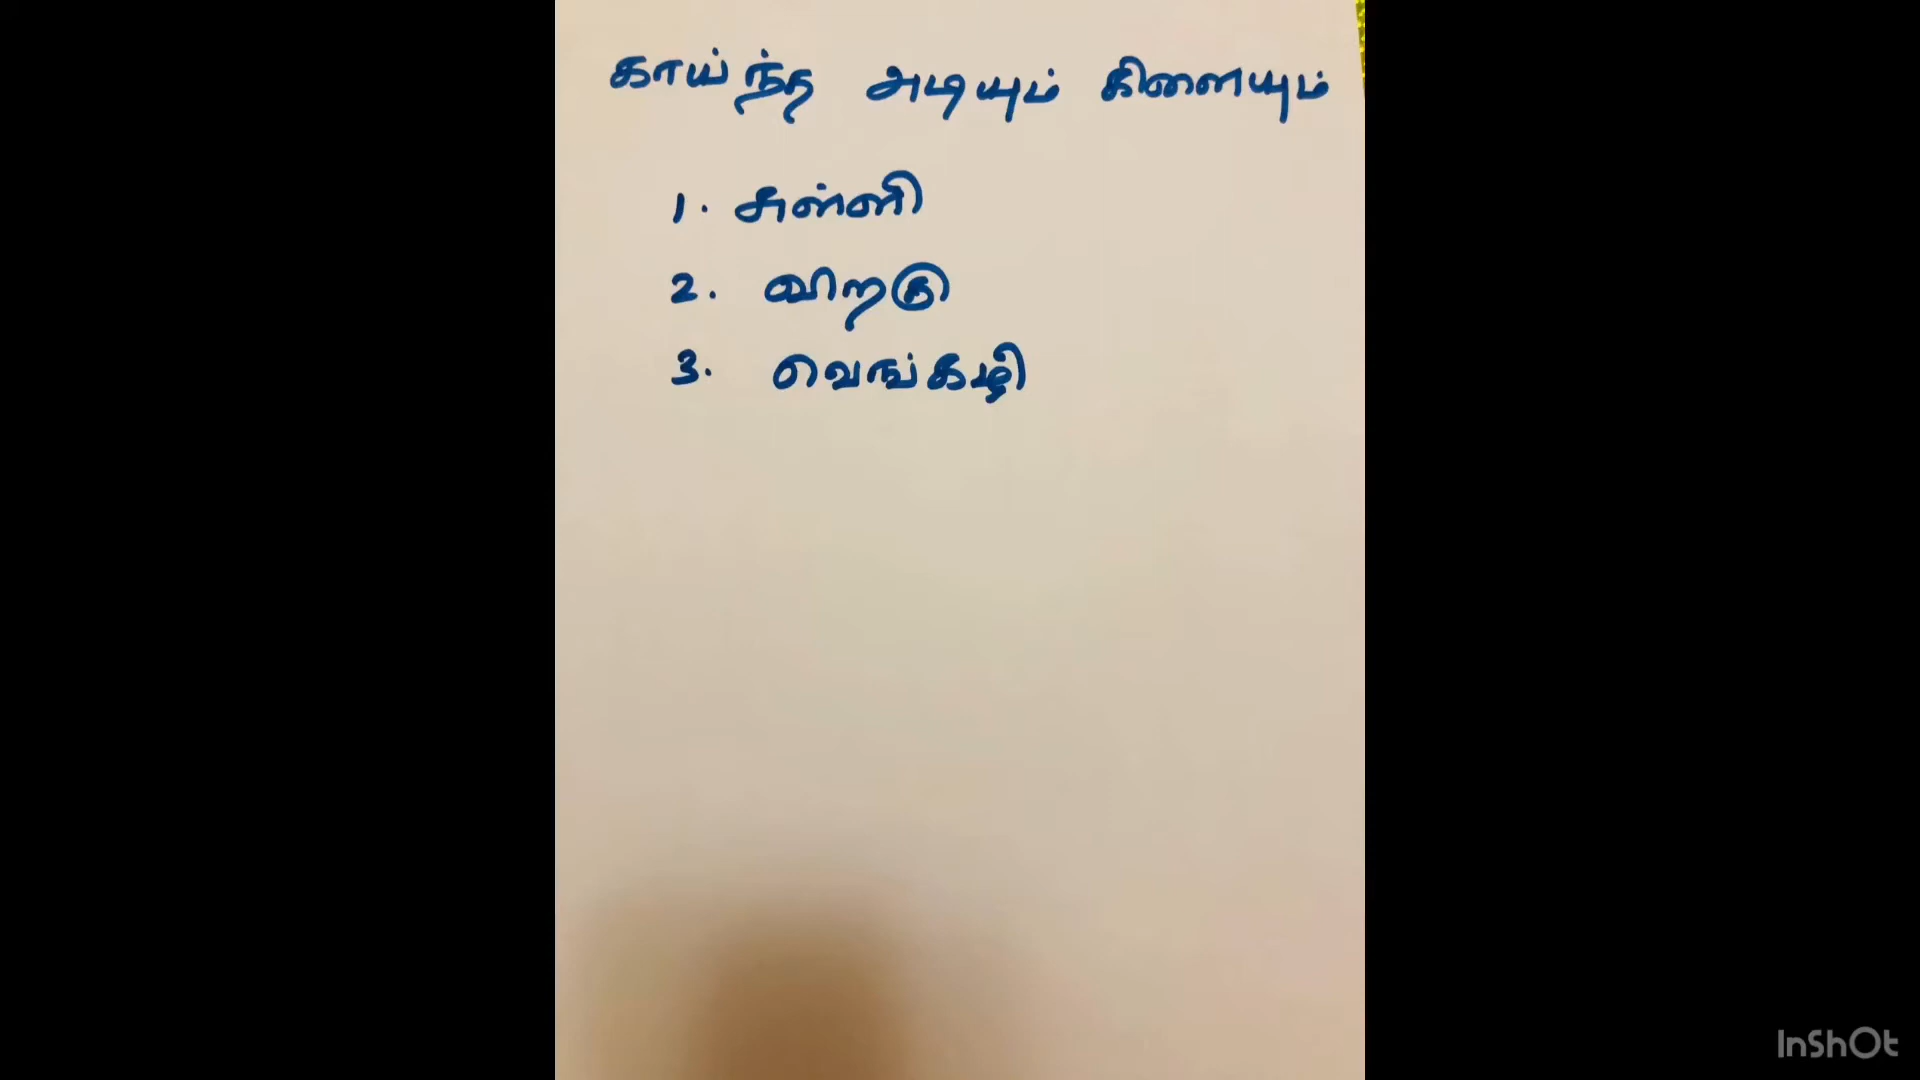 காய்ந்த அடியும் கிளையும்
1. சுள்ளி
2. விறகு
3. வெங்கழி
InShOt